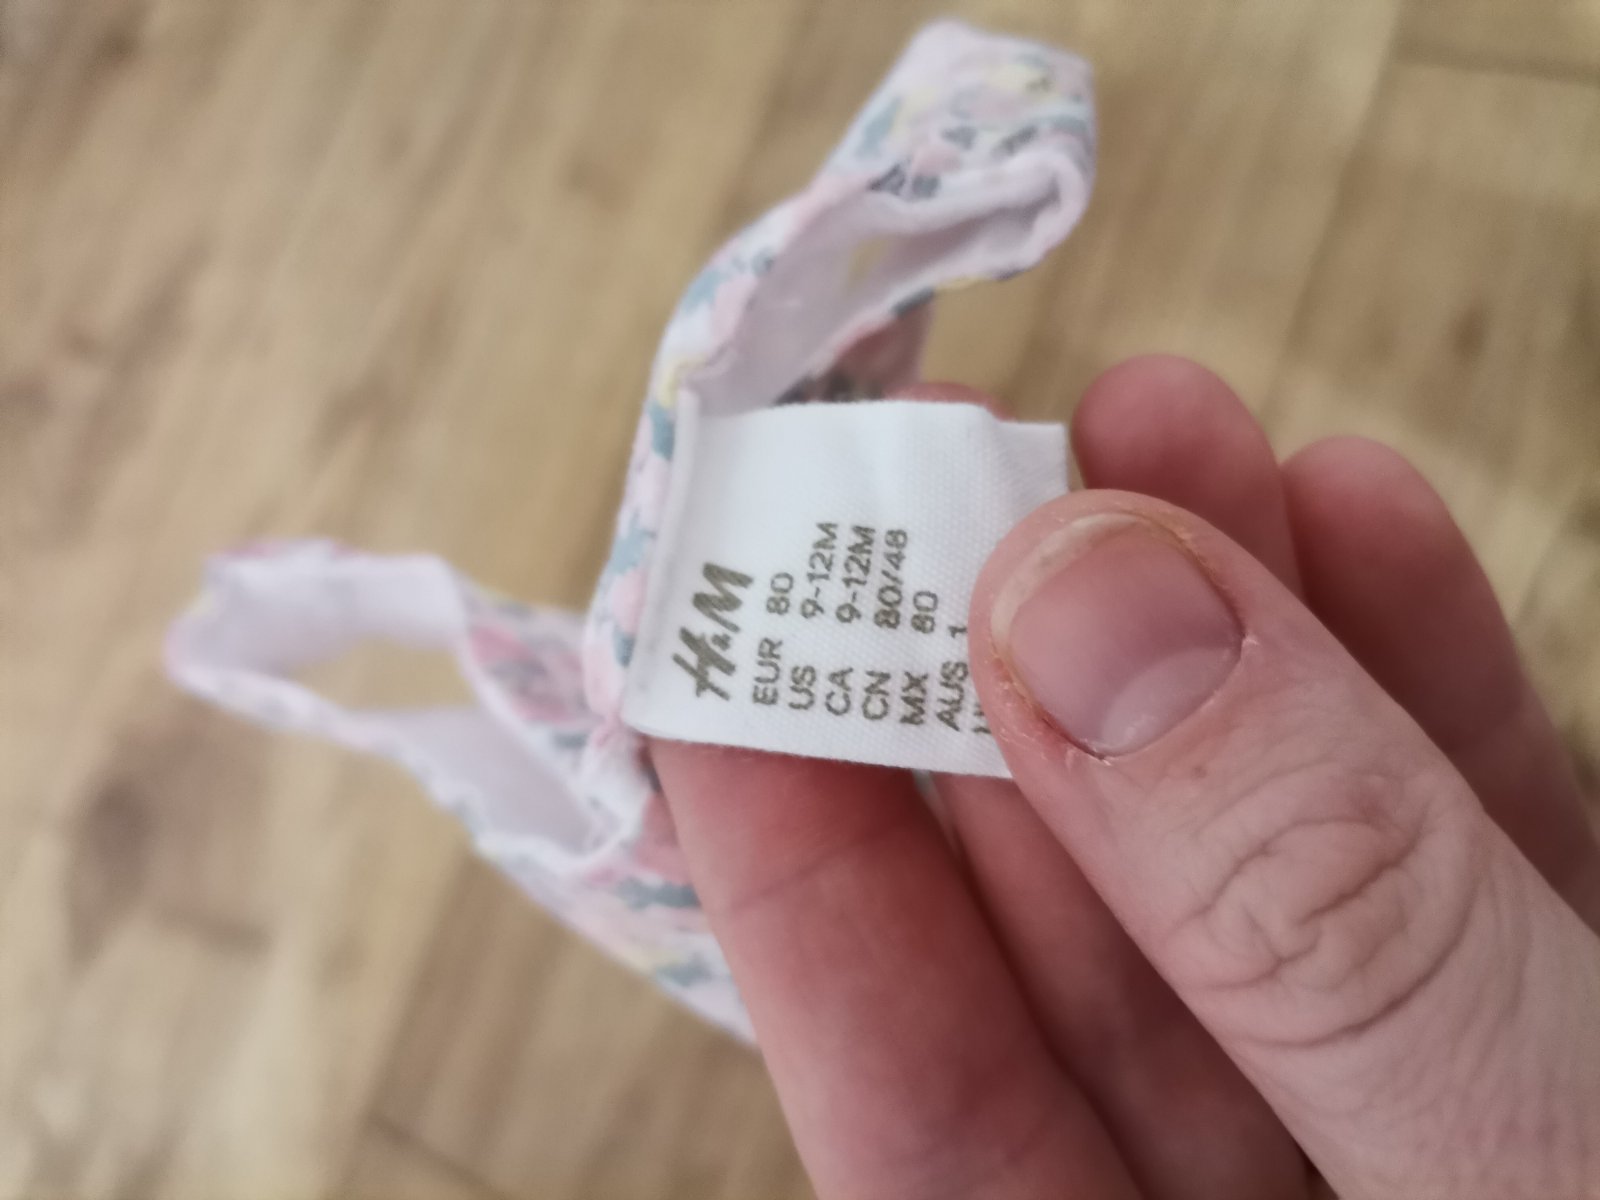 H&M
EUR 80
US 9-12M
CA 9-12M
CN 80/48
MX 80
AUS 1